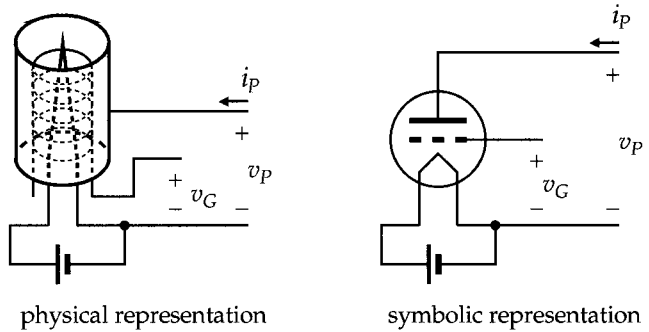 i_P
+
v_P
+
v_G
−
−
physical representation
i_P
+
v_P
+
v_G
−
−
symbolic representation